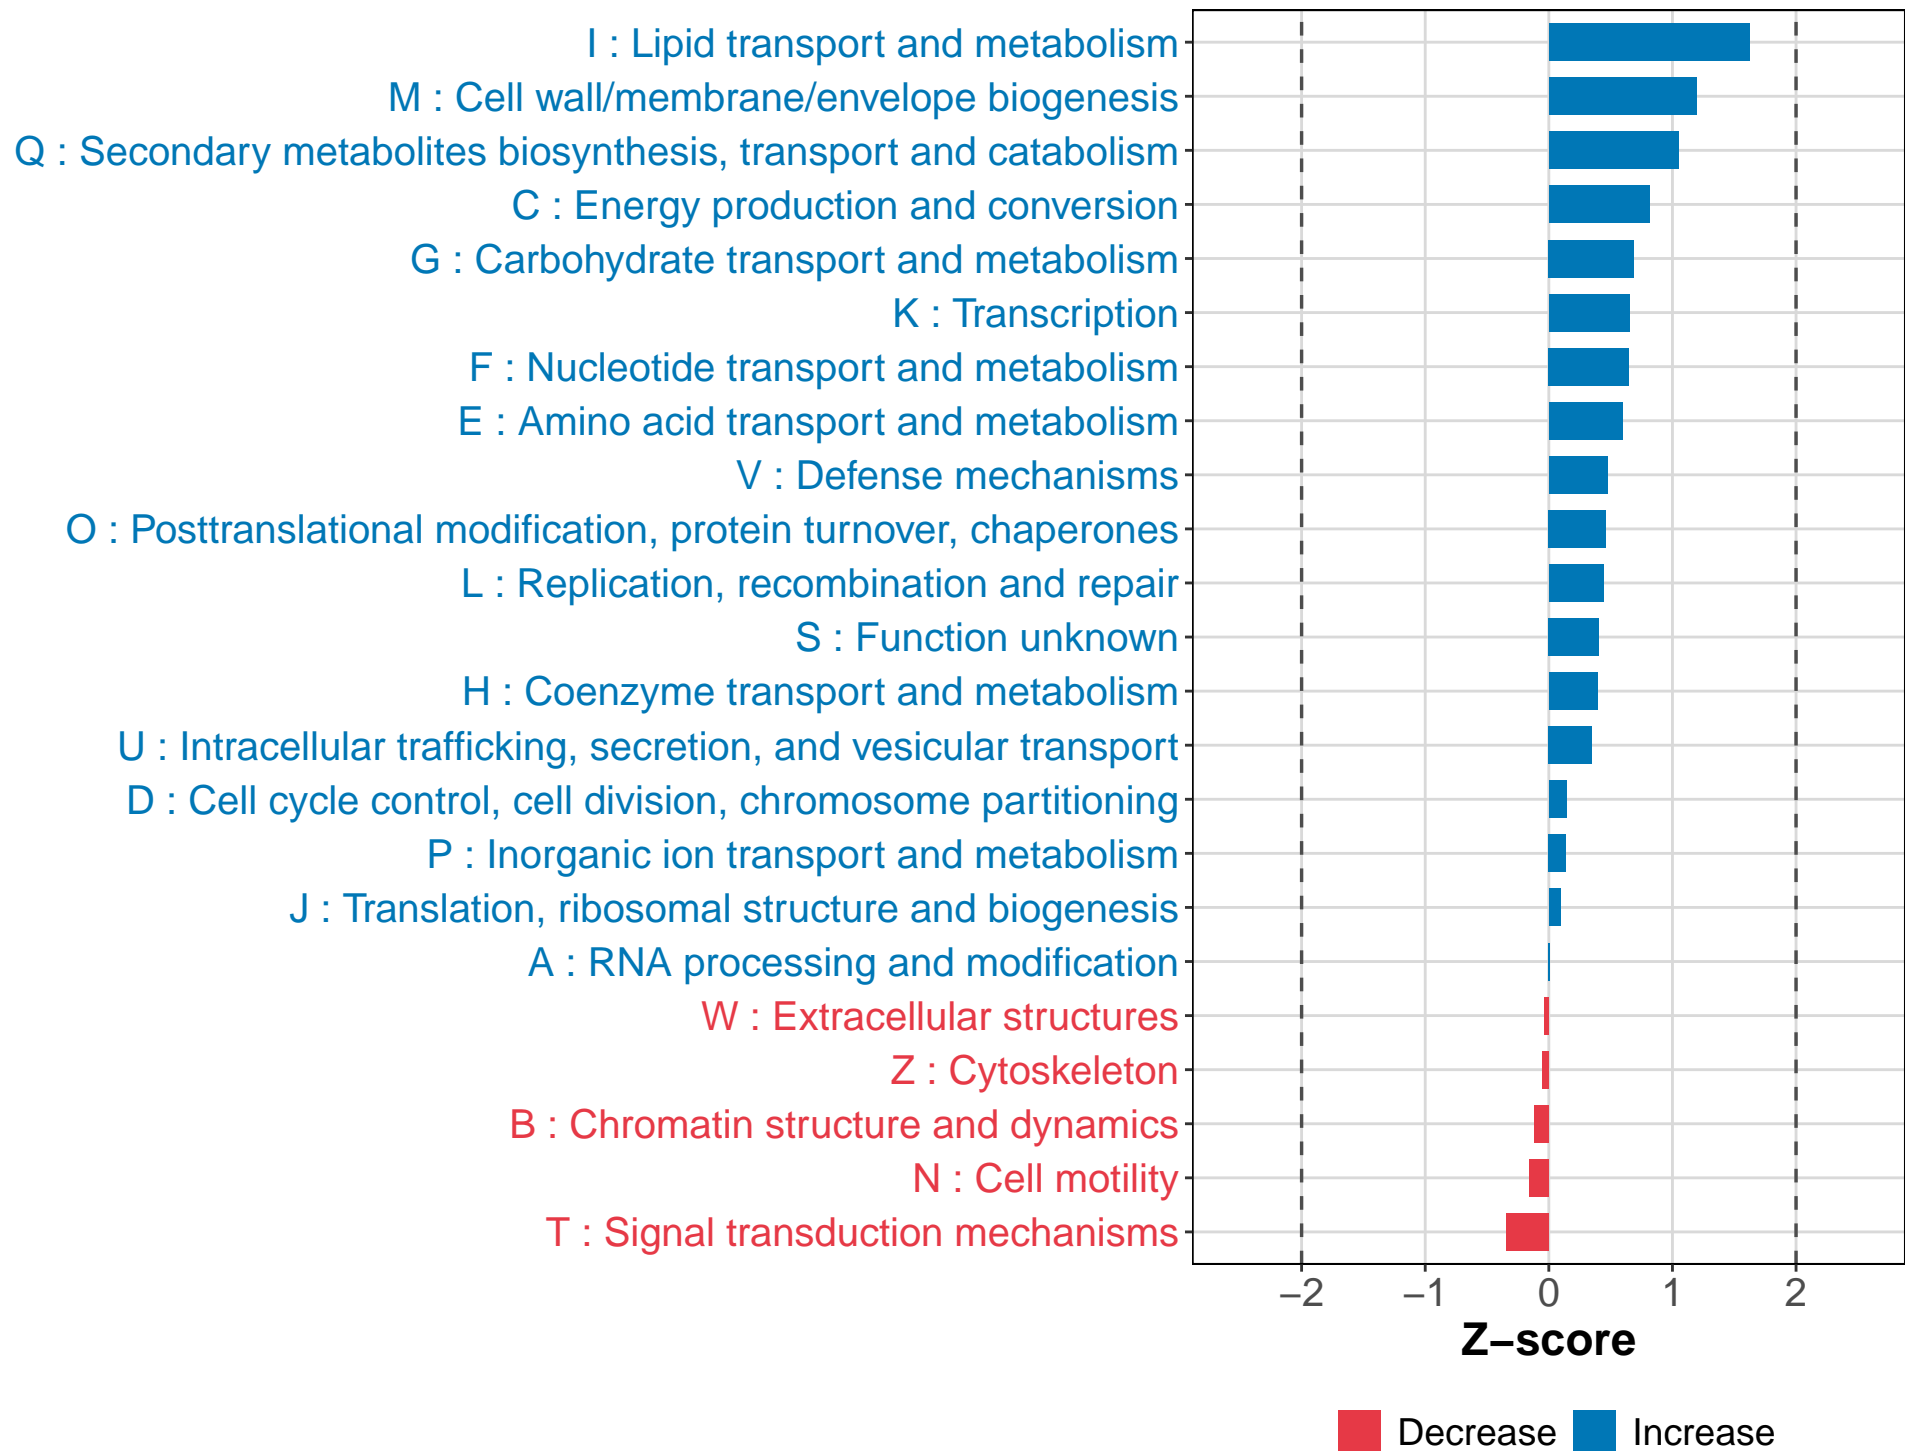 I : Lipid transport and metabolism
M : Cell wall/membrane/envelope biogenesis
Q : Secondary metabolites biosynthesis, transport and catabolism
C : Energy production and conversion
G : Carbohydrate transport and metabolism
K : Transcription
F : Nucleotide transport and metabolism
E : Amino acid transport and metabolism
V : Defense mechanisms
O : Posttranslational modification, protein turnover, chaperones
L : Replication, recombination and repair
S : Function unknown
H : Coenzyme transport and metabolism
U : Intracellular trafficking, secretion, and vesicular transport
D : Cell cycle control, cell division, chromosome partitioning
P : Inorganic ion transport and metabolism
J : Translation, ribosomal structure and biogenesis
A : RNA processing and modification
W : Extracellular structures
Z : Cytoskeleton
B : Chromatin structure and dynamics
N : Cell motility
T : Signal transduction mechanisms
−2 −1 0 1 2
Z−score
Decrease Increase